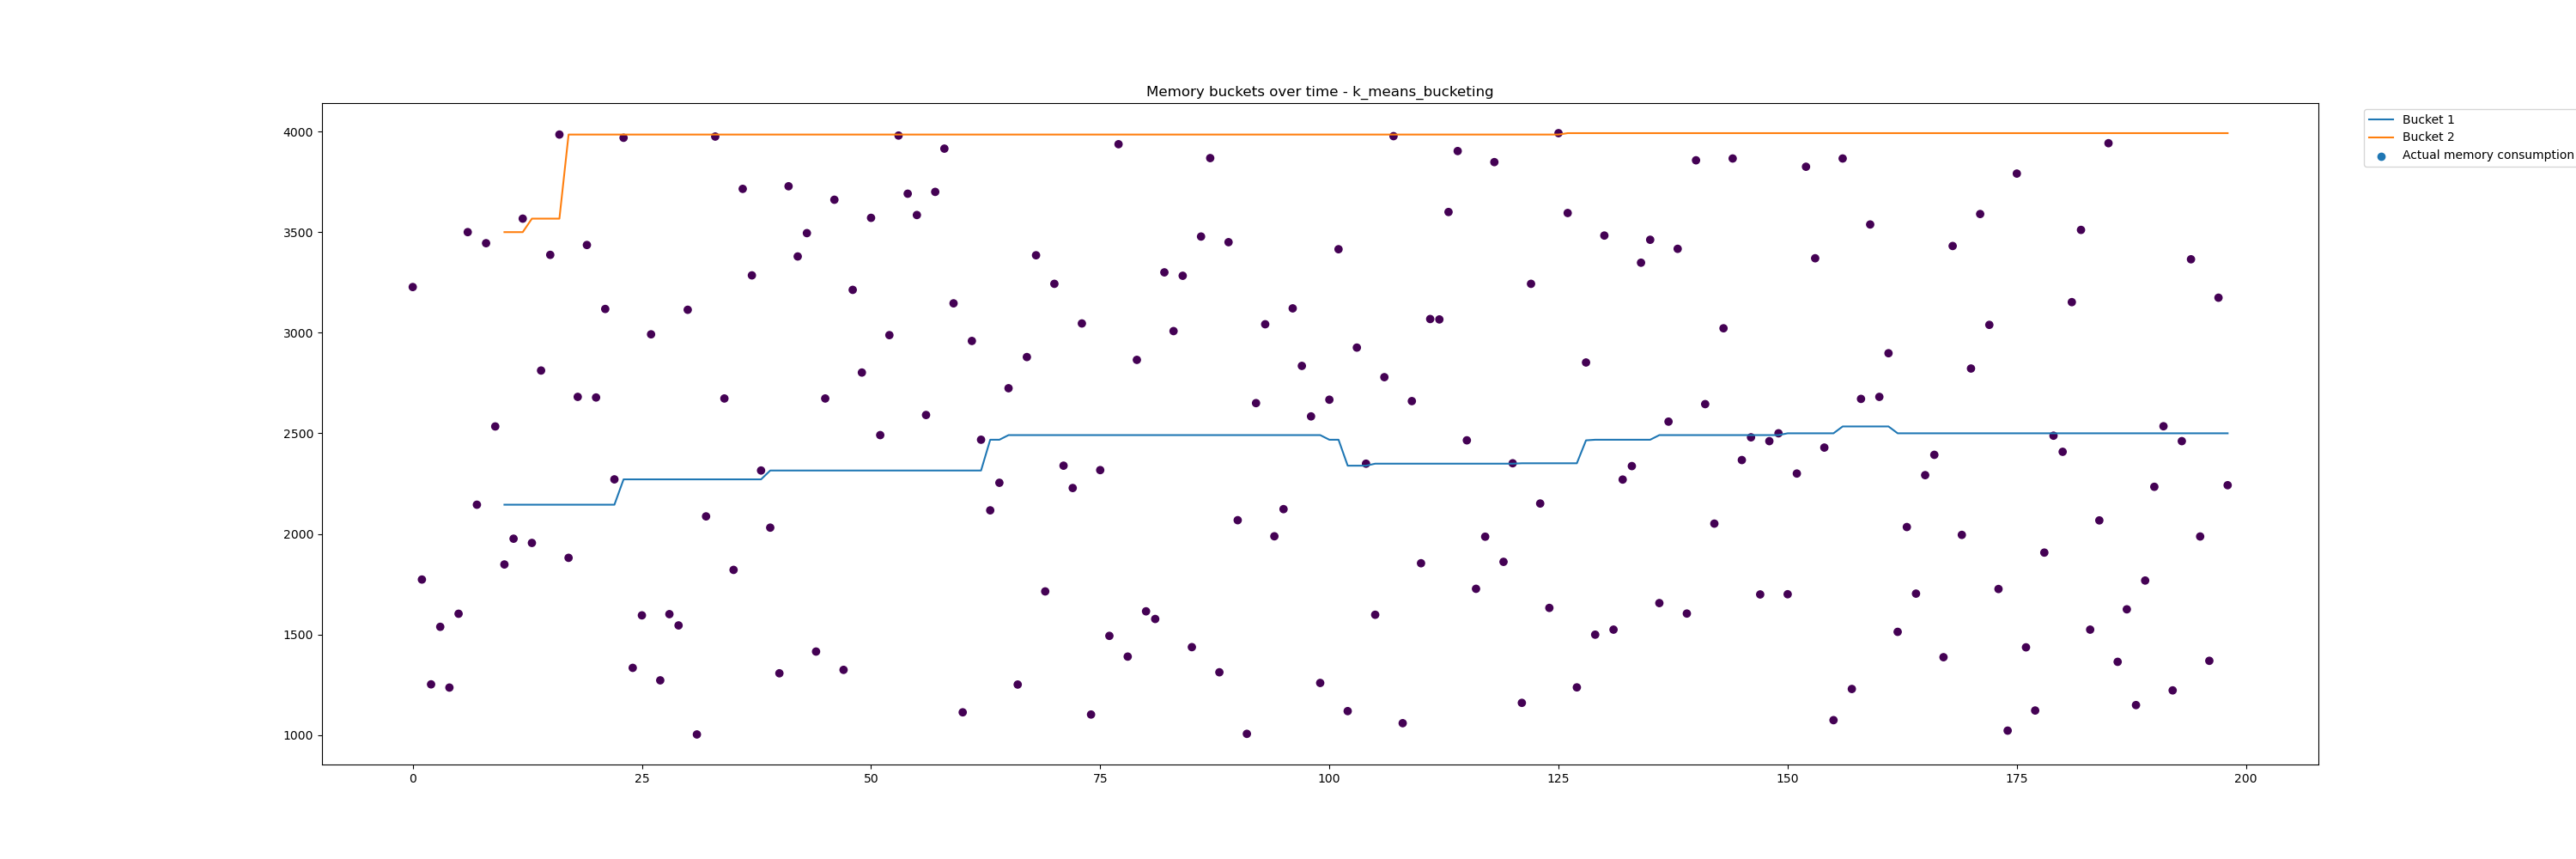 Memory buckets over time - k_means_bucketing
Bucket 1
Bucket 2
Actual memory consumption
4000
3500
3000
2500
2000
1500
1000
0 25 50 75 100 125 150 175 200